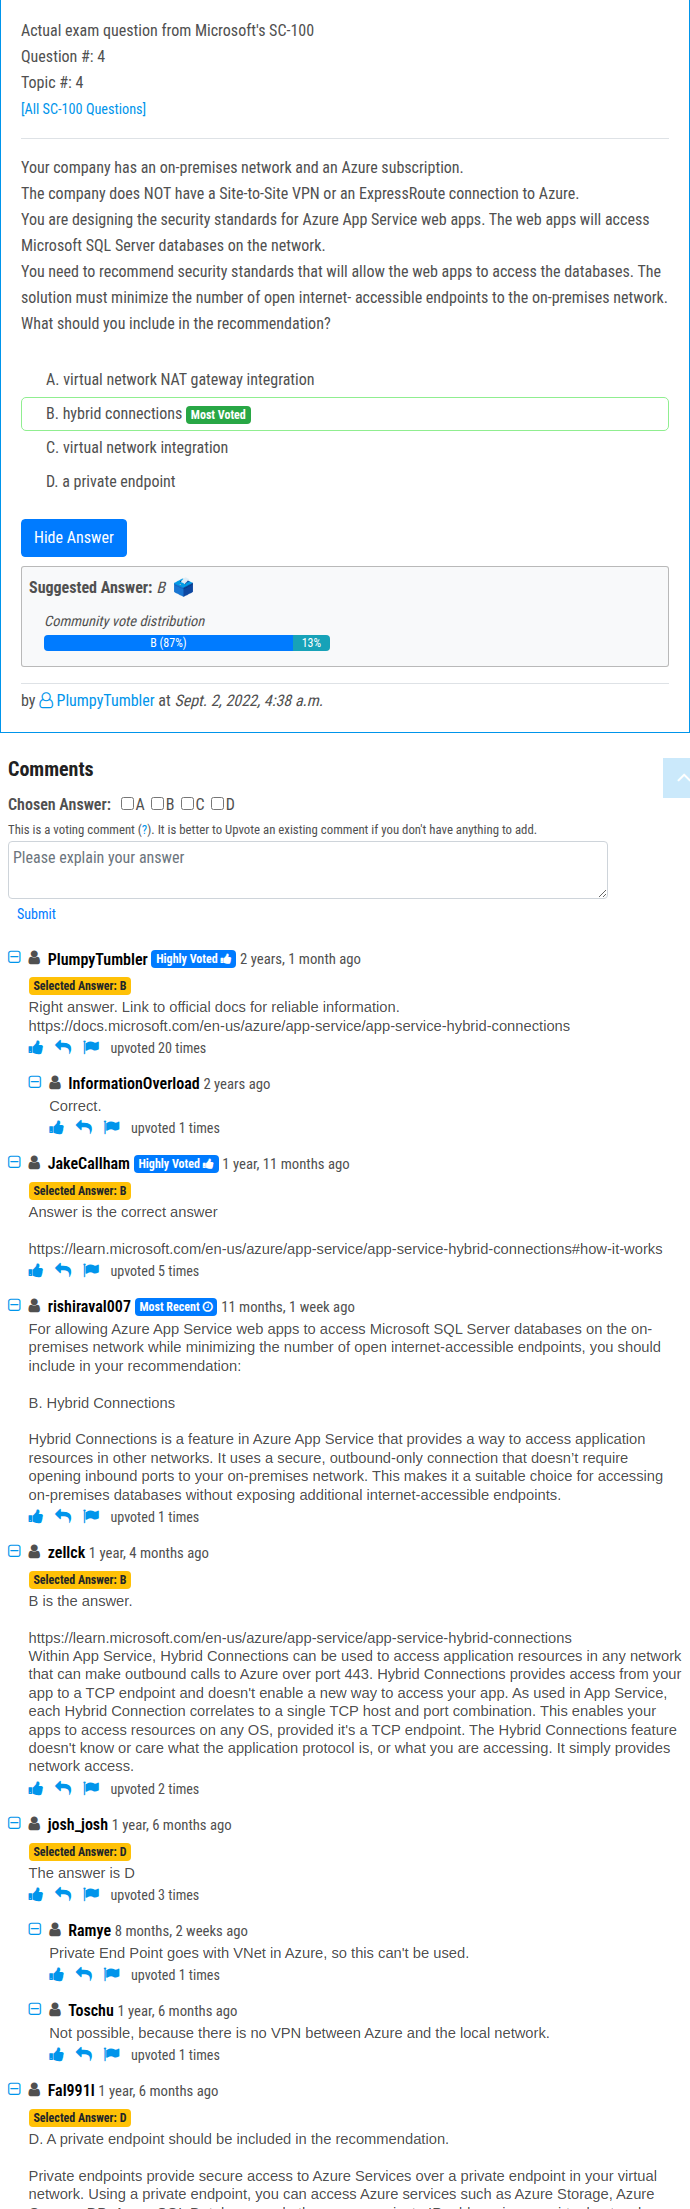 Actual exam question from Microsoft's SC-100
Question #: 4
Topic #: 4
[All SC-100 Questions]
Your company has an on-premises network and an Azure subscription.
The company does NOT have a Site-to-Site VPN or an ExpressRoute connection to Azure.
You are designing the security standards for Azure App Service web apps. The web apps will access
Microsoft SQL Server databases on the network.
You need to recommend security standards that will allow the web apps to access the databases. The
solution must minimize the number of open internet- accessible endpoints to the on-premises network.
What should you include in the recommendation?
A. virtual network NAT gateway integration
B. hybrid connections Most Voted
C. virtual network integration
D. a private endpoint
Hide Answer
Suggested Answer: B
Community vote distribution
B (87%) 13%
by PlumpyTumbler at Sept. 2, 2022, 4:38 a.m.
Comments
Chosen Answer: A B C D
This is a voting comment (?). It is better to Upvote an existing comment if you don't have anything to add.
Please explain your answer
Submit
PlumpyTumbler Highly Voted 2 years, 1 month ago
Selected Answer: B
Right answer. Link to official docs for reliable information.
https://docs.microsoft.com/en-us/azure/app-service/app-service-hybrid-connections
upvoted 20 times
InformationOverload 2 years ago
Correct.
upvoted 1 times
JakeCallham Highly Voted 1 year, 11 months ago
Selected Answer: B
Answer is the correct answer
https://learn.microsoft.com/en-us/azure/app-service/app-service-hybrid-connections#how-it-works
upvoted 5 times
rishiraval007 Most Recent 11 months, 1 week ago
For allowing Azure App Service web apps to access Microsoft SQL Server databases on the on-
premises network while minimizing the number of open internet-accessible endpoints, you should
include in your recommendation:
B. Hybrid Connections
Hybrid Connections is a feature in Azure App Service that provides a way to access application
resources in other networks. It uses a secure, outbound-only connection that doesn't require
opening inbound ports to your on-premises network. This makes it a suitable choice for accessing
on-premises databases without exposing additional internet-accessible endpoints.
upvoted 1 times
zellck 1 year, 4 months ago
Selected Answer: B
B is the answer.
https://learn.microsoft.com/en-us/azure/app-service/app-service-hybrid-connections
Within App Service, Hybrid Connections can be used to access application resources in any network
that can make outbound calls to Azure over port 443. Hybrid Connections provides access from your
app to a TCP endpoint and doesn't enable a new way to access your app. As used in App Service,
each Hybrid Connection correlates to a single TCP host and port combination. This enables your
apps to access resources on any OS, provided it's a TCP endpoint. The Hybrid Connections feature
doesn't know or care what the application protocol is, or what you are accessing. It simply provides
network access.
upvoted 2 times
josh_josh 1 year, 6 months ago
Selected Answer: D
The answer is D
upvoted 3 times
Ramye 8 months, 2 weeks ago
Private End Point goes with VNet in Azure, so this can't be used.
upvoted 1 times
Toschu 1 year, 6 months ago
Not possible, because there is no VPN between Azure and the local network.
upvoted 1 times
Fal991l 1 year, 6 months ago
Selected Answer: D
D. A private endpoint should be included in the recommendation.
Private endpoints provide secure access to Azure Services over a private endpoint in your virtual
network. Using a private endpoint, you can access Azure services such as Azure Storage, Azure